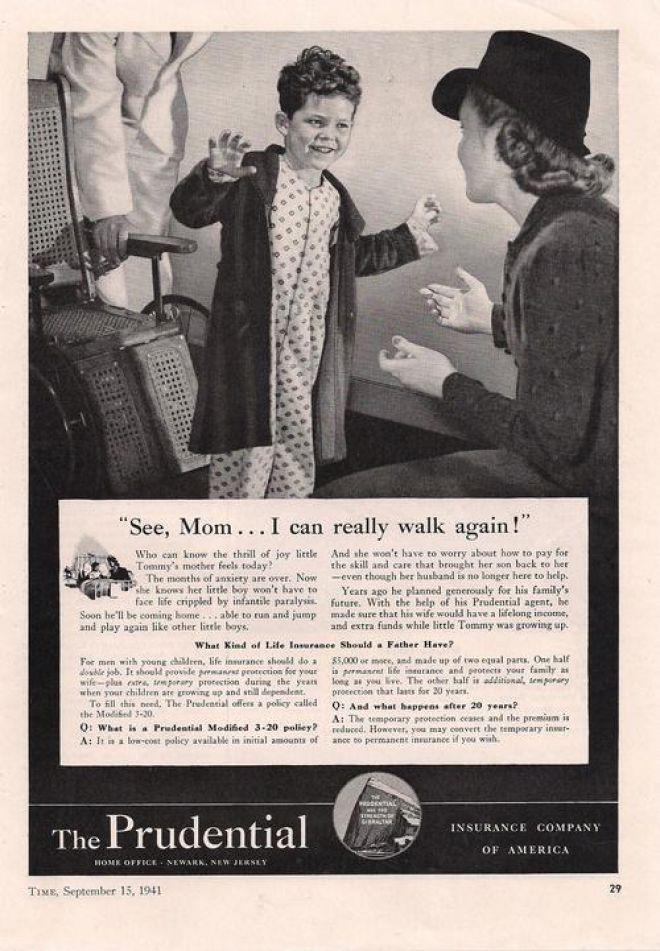 "See, Mom...I can really walk again!"
Who can know the thrill of joy little
Tommy's mother feels today?
The months of anxiety are over. Now
she knows her little boy won't have to
face life crippled by infantile paralysis.
Soon he'll be coming home . . . able to run and jump
and play again like other little boys.
And she won't have to worry about how to pay for
the skill and care that brought her son back to her
—even though her husband is no longer here to help.
Years ago he planned generously for his family's
future. With the help of his Prudential agent, he
made sure that his wife would have a lifelong income,
and extra funds while little Tommy was growing up.
What Kind of Life Insurance Should a Father Have?
For men with young children, life insurance should do a
double job. It should provide permanent protection for your
wife—plus extra, temporary protection during the years
when your children are growing up and still dependent.
To fill this need, The Prudential offers a policy called
the Modified 3-20.
Q: What is a Prudential Modified 3-20 policy?
A: It is a low-cost policy available in initial amounts of
$5,000 or more, and made up of two equal parts. One half
is permanent life insurance and protects your family as
long as you live. The other half is additional, temporary
protection that lasts for 20 years.
Q: And what happens after 20 years?
A: The temporary protection ceases and the premium is
reduced. However, you may convert the temporary insur-
ance to permanent insurance if you wish.
THE
PRUDENTIAL
HAS THE
STRENGTH OF
GIBRALTAR
The Prudential
HOME OFFICE · NEWARK, NEW JERSEY
INSURANCE COMPANY
OF AMERICA
TIME, September 15, 1941
29